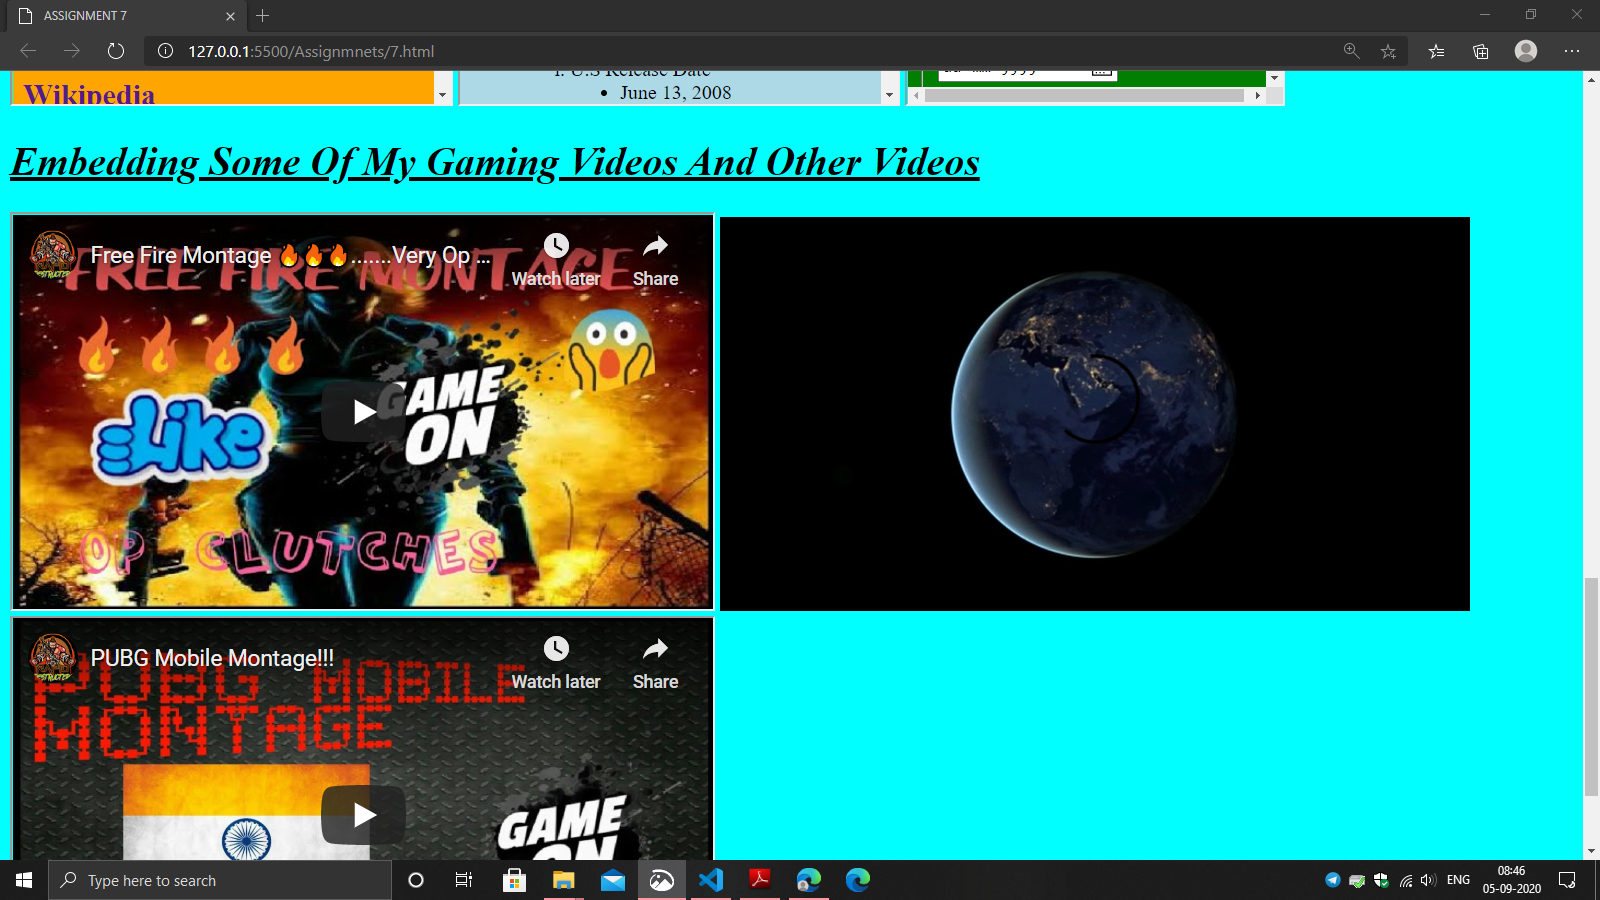 ASSIGNMENT 7
127.0.0.1:5500/Assignmnets/7.html
Wikipedia
U.S Release Date
June 13, 2008
Embedding Some Of My Gaming Videos And Other Videos
Free Fire Montage 🔥🔥🔥.......Very Op ...
Watch later
Share
FREE FIRE MONTAGE
Like
GAME
ON
OP CLUTCHES
PUBG Mobile Montage!!!
Watch later
Share
PUBG MOBILE
MONTAGE
GAME
ON
Type here to search
ENG
08:46
05-09-2020